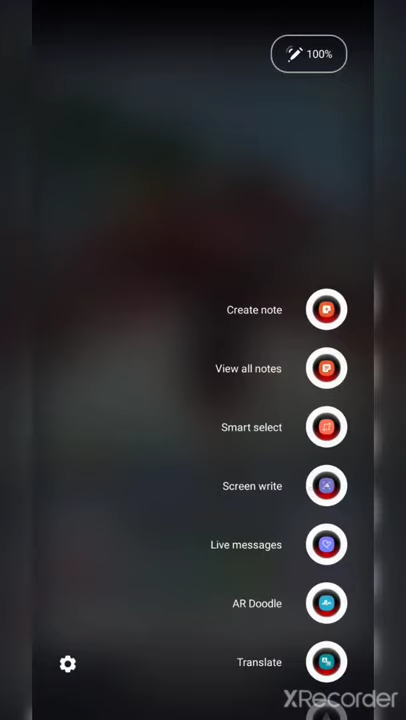 100%
Create note
View all notes
Smart select
Screen write
Live messages
AR Doodle
Translate
XRecorder